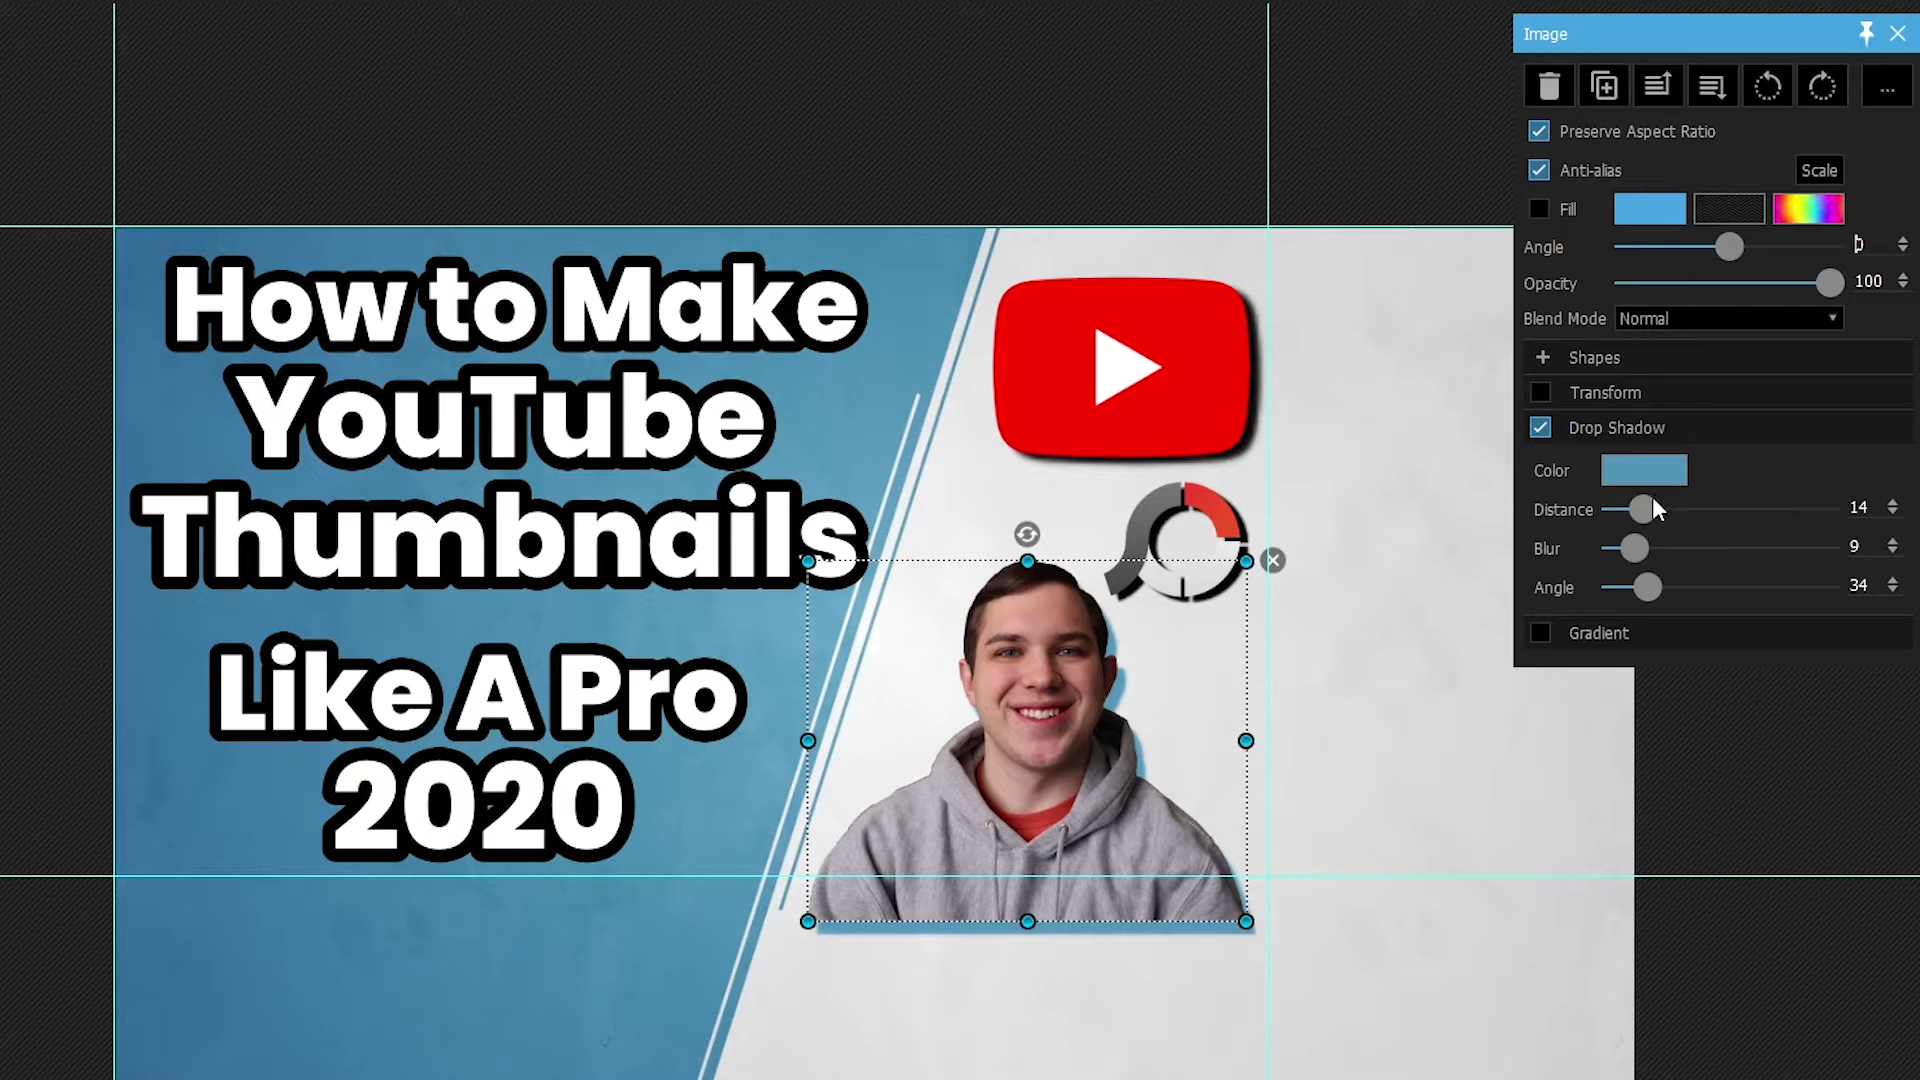 How to Make
YouTube
Thumbnails
Like A Pro
2020
Image
...
Preserve Aspect Ratio
Anti-alias
Scale
Fill
Angle
0
Opacity
100
Blend Mode
Normal
Shapes
Transform
Drop Shadow
Color
Distance
14
Blur
9
Angle
34
Gradient